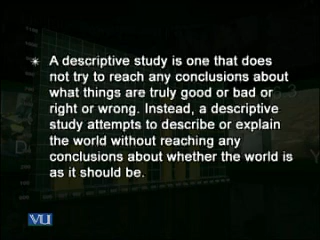 ✶ A descriptive study is one that does
not try to reach any conclusions about
what things are truly good or bad or
right or wrong. Instead, a descriptive
study attempts to describe or explain
the world without reaching any
conclusions about whether the world is
as it should be.
VU